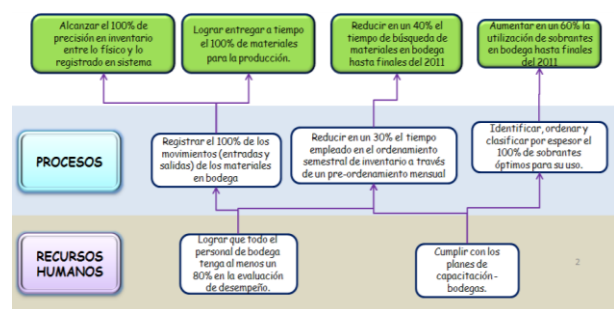 Alcanzar el 100% de
precisión en inventario
entre lo físico y lo
registrado en sistema
Lograr entregar a tiempo
el 100% de materiales
para la producción.
Reducir en un 40% el
tiempo de búsqueda de
materiales en bodega
hasta finales del 2011
Aumentar en un 60% la
utilización de sobrantes
en bodega hasta finales
del 2011
PROCESOS
Registrar el 100% de los
movimientos (entradas y
salidas) de los materiales
en bodega
Reducir en un 30% el tiempo
empleado en el ordenamiento
semestral de inventario a través
de un pre-ordenamiento mensual
Identificar, ordenar y
clasificar por espesor el
100% de sobrantes
óptimos para su uso.
RECURSOS
HUMANOS
Lograr que todo el
personal de bodega
tenga al menos un
80% en la evaluación
de desempeño.
Cumplir con los
planes de
capacitación-
bodegas.
2